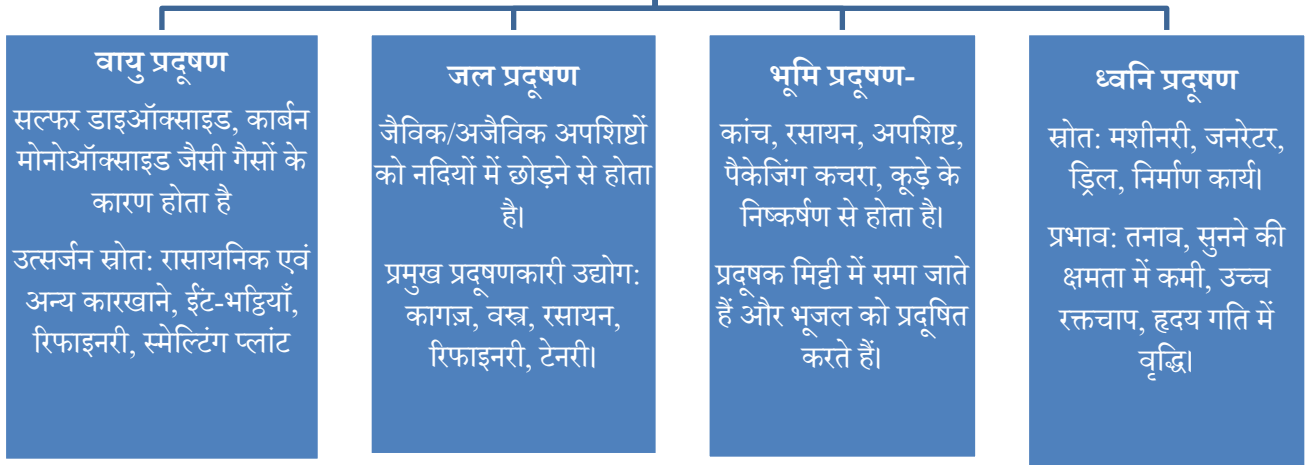 वायु प्रदूषण
सल्फर डाइऑक्साइड, कार्बन
मोनोऑक्साइड जैसी गैसों के
कारण होता है
उत्सर्जन स्रोत: रासायनिक एवं
अन्य कारखाने, ईंट-भट्ठियाँ,
रिफाइनरी, स्मेल्टिंग प्लांट
जल प्रदूषण
जैविक/अजैविक अपशिष्टों
को नदियों में छोड़ने से होता
है।
प्रमुख प्रदूषणकारी उद्योग:
कागज़, वस्त्र, रसायन,
रिफाइनरी, टेनरी।
भूमि प्रदूषण-
कांच, रसायन, अपशिष्ट,
पैकेजिंग कचरा, कूड़े के
निष्कर्षण से होता है।
प्रदूषक मिट्टी में समा जाते
हैं और भूजल को प्रदूषित
करते हैं।
ध्वनि प्रदूषण
स्रोत: मशीनरी, जनरेटर,
ड्रिल, निर्माण कार्य।
प्रभाव: तनाव, सुनने की
क्षमता में कमी, उच्च
रक्तचाप, हृदय गति में
वृद्धि।